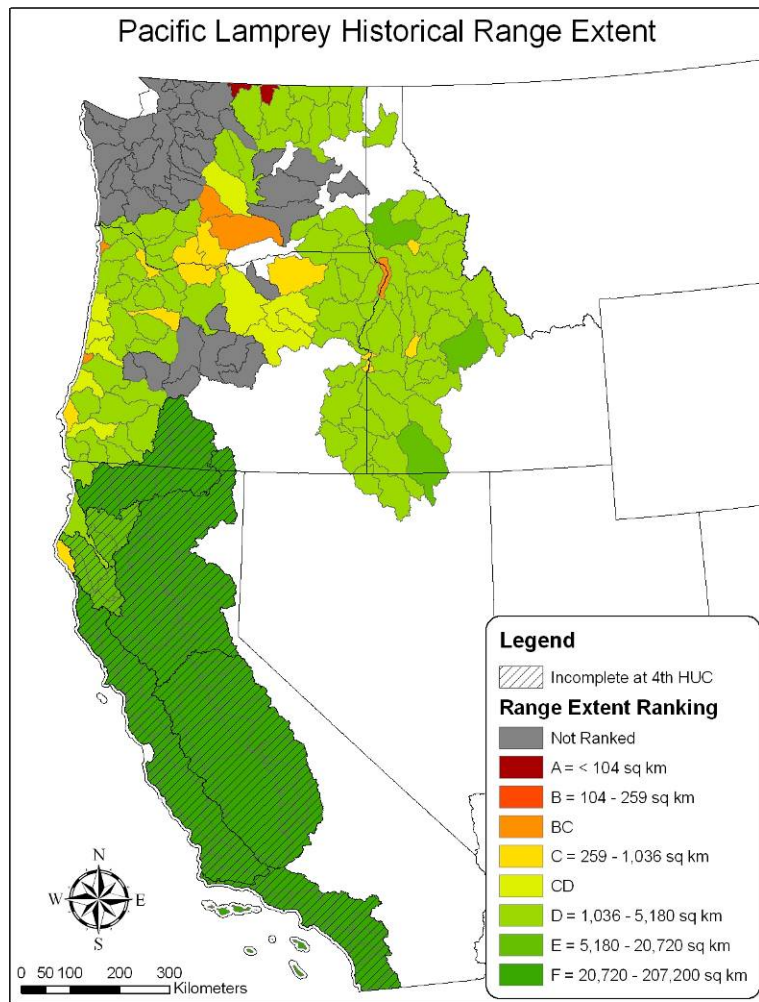 Pacific Lamprey Historical Range Extent
Legend
Incomplete at 4th HUC
Range Extent Ranking
Not Ranked
A = < 104 sq km
B = 104 - 259 sq km
BC
C = 259 - 1,036 sq km
CD
D = 1,036 - 5,180 sq km
E = 5,180 - 20,720 sq km
F = 20,720 - 207,200 sq km
N
W E
S
0 50 100 200 300
Kilometers